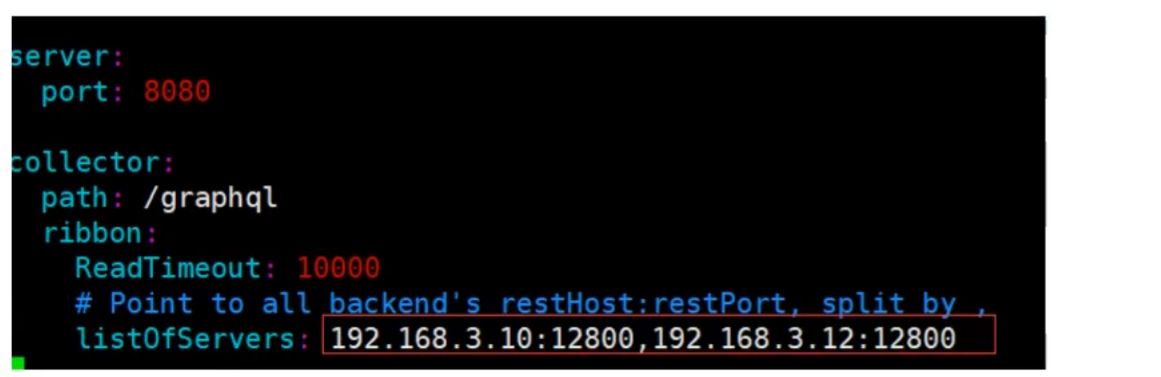 server:
  port: 8080
collector:
  path: /graphql
  ribbon:
    ReadTimeout: 10000
    # Point to all backend's restHost:restPort, split by ,
    listOfServers: 192.168.3.10:12800,192.168.3.12:12800